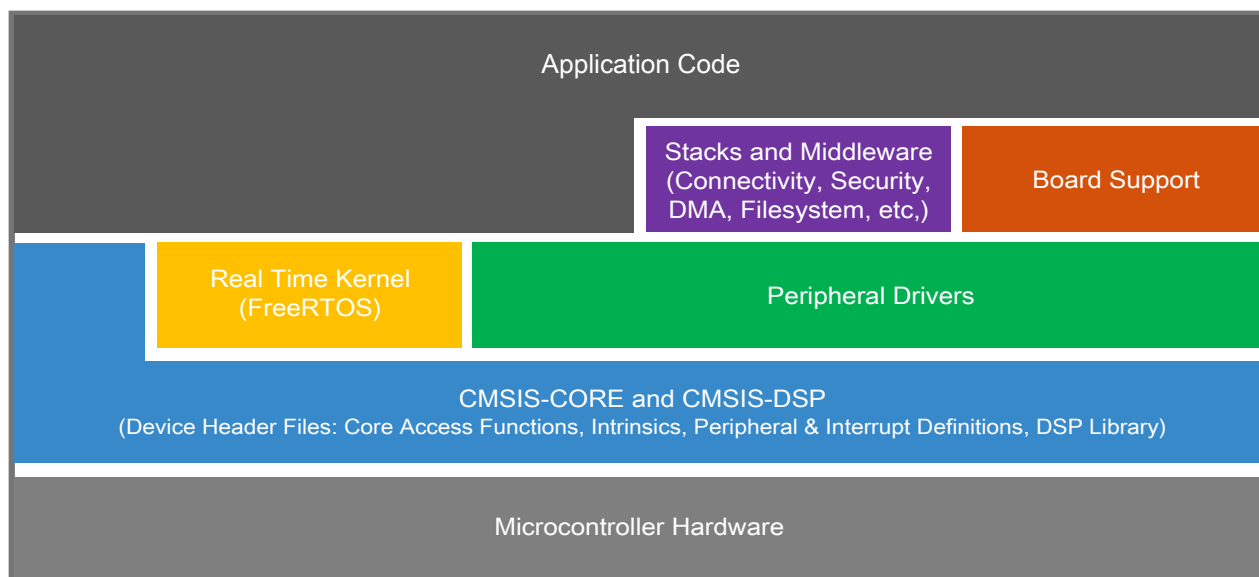 Application Code
Stacks and Middleware
(Connectivity, Security,
DMA, Filesystem, etc,)
Board Support
Real Time Kernel
(FreeRTOS)
Peripheral Drivers
CMSIS-CORE and CMSIS-DSP
(Device Header Files: Core Access Functions, Intrinsics, Peripheral & Interrupt Definitions, DSP Library)
Microcontroller Hardware